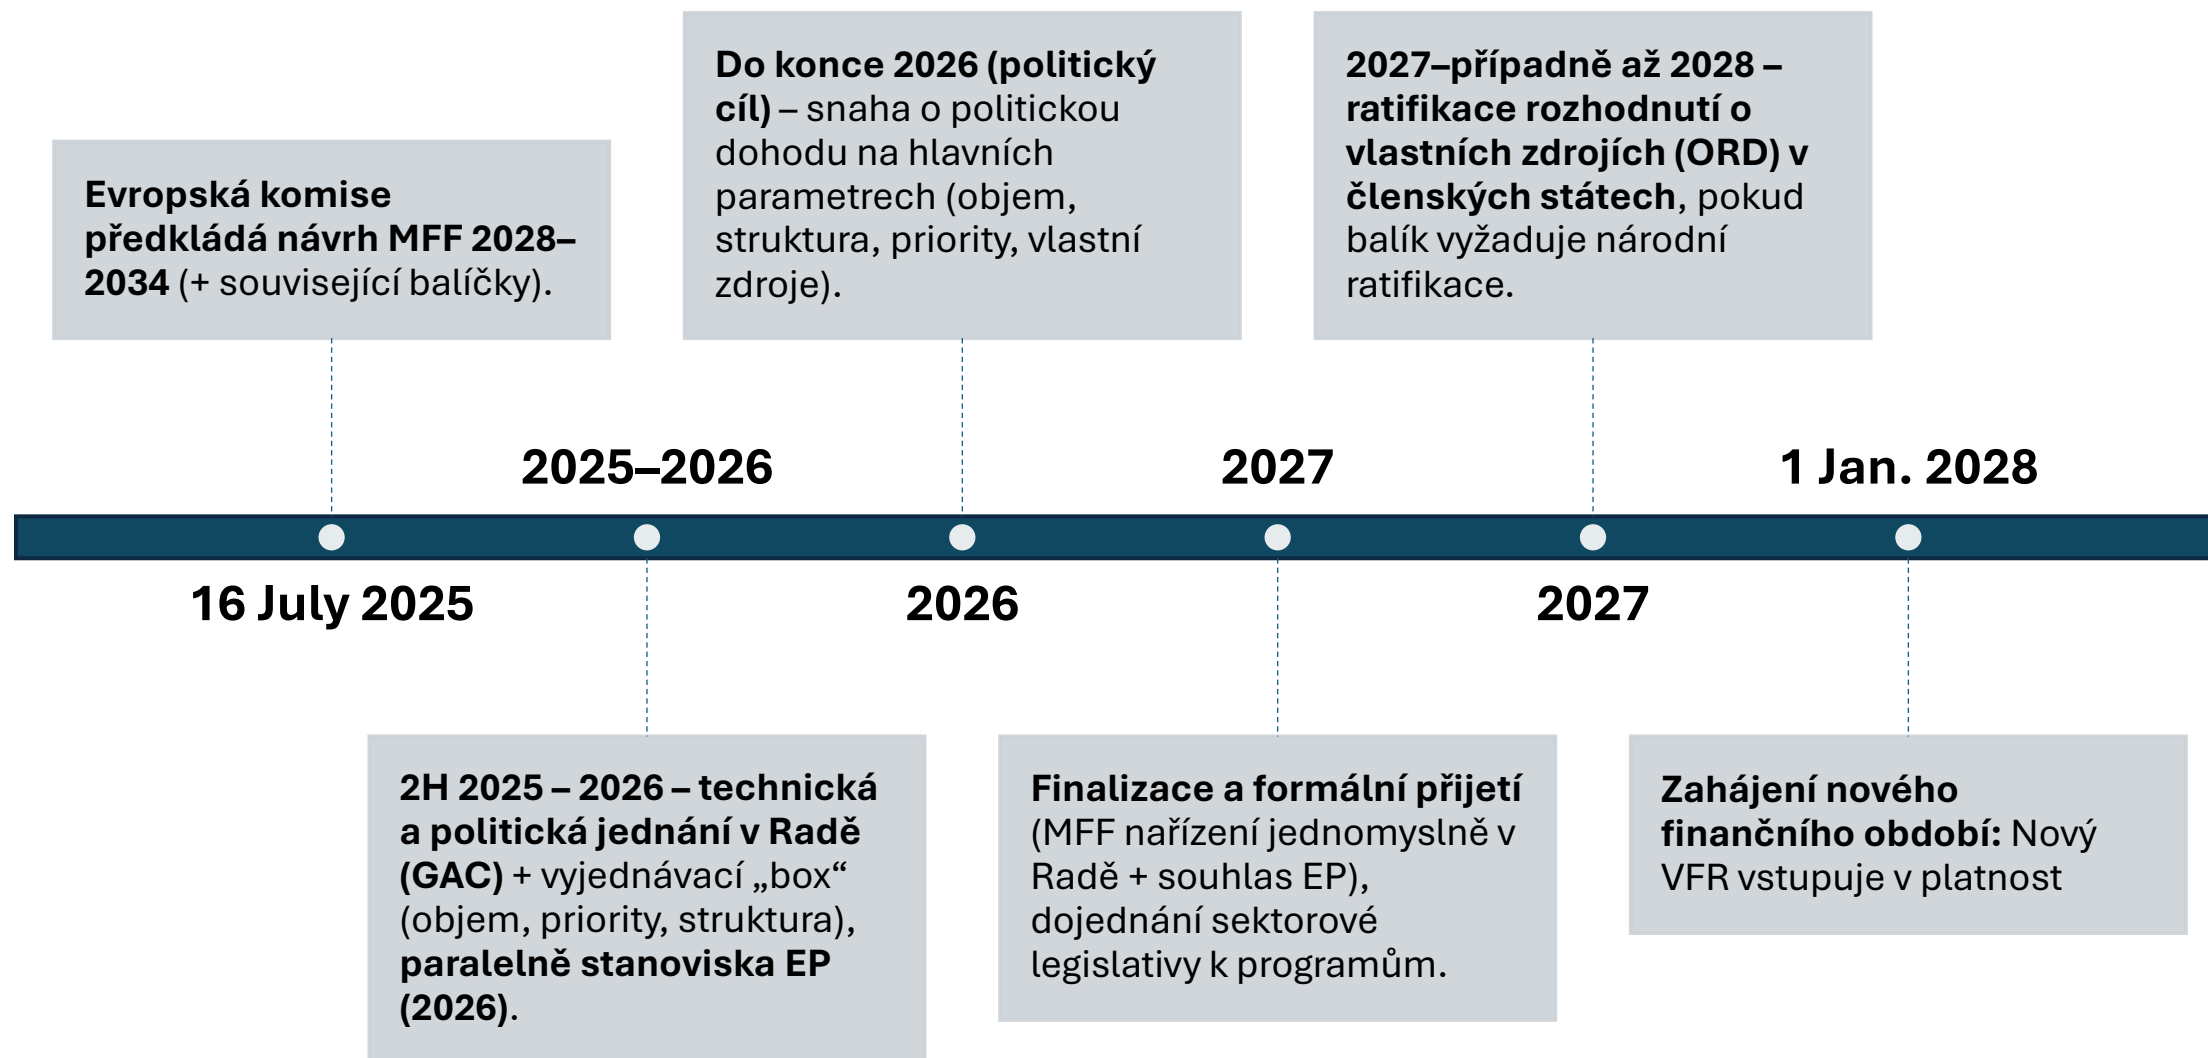 Evropská komise
předkládá návrh MFF 2028–
2034 (+ související balíčky).
16 July 2025
2025–2026
2H 2025 – 2026 – technická
a politická jednání v Radě
(GAC) + vyjednávací „box“
(objem, priority, struktura),
paralelně stanoviska EP
(2026).
Do konce 2026 (politický
cíl) – snaha o politickou
dohodu na hlavních
parametrech (objem,
struktura, priority, vlastní
zdroje).
2026
2027
Finalizace a formální přijetí
(MFF nařízení jednomyslně v
Radě + souhlas EP),
dojednání sektorové
legislativy k programům.
2027–případně až 2028 –
ratifikace rozhodnutí o
vlastních zdrojích (ORD) v
členských státech, pokud
balík vyžaduje národní
ratifikace.
2027
1 Jan. 2028
Zahájení nového
finančního období: Nový
VFR vstupuje v platnost